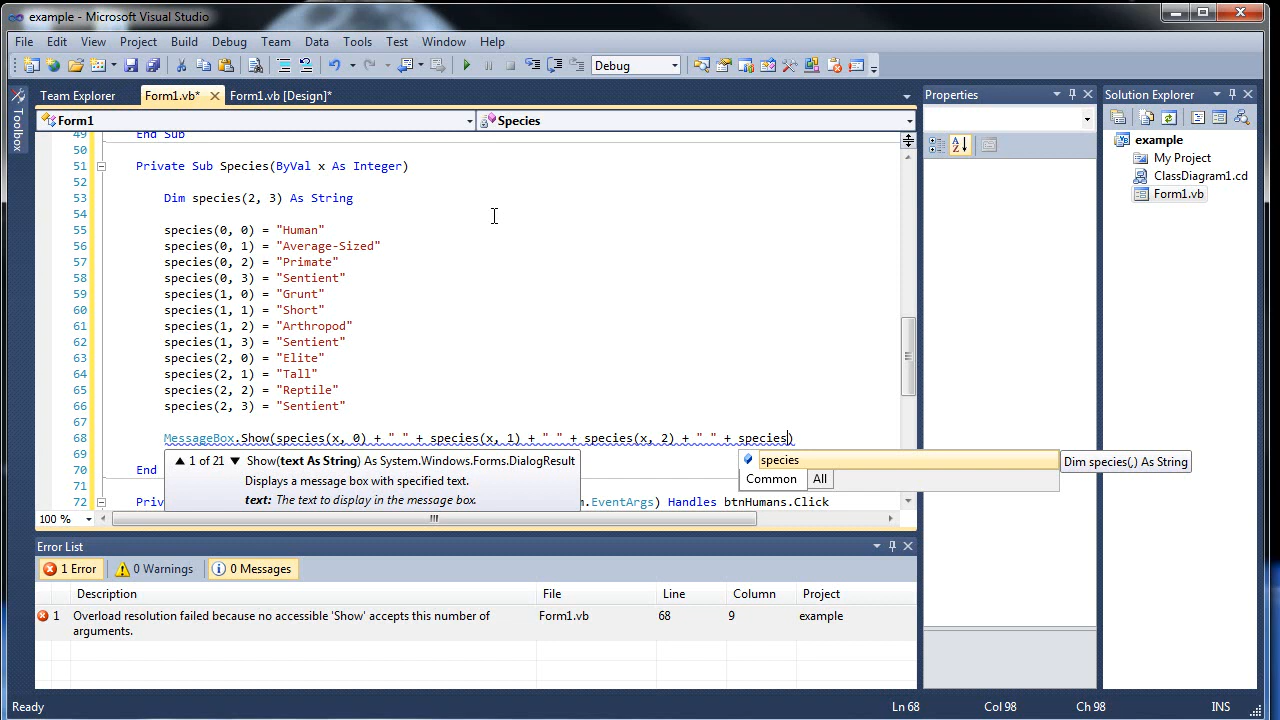 example - Microsoft Visual Studio
File Edit View Project Build Debug Team Data Tools Test Window Help
Debug
Team Explorer Form1.vb* Form1.vb [Design]*
Form1 Species
Toolbox
49 End Sub
50
51 Private Sub Species(ByVal x As Integer)
52
53 Dim species(2, 3) As String
54
55 species(0, 0) = "Human"
56 species(0, 1) = "Average-Sized"
57 species(0, 2) = "Primate"
58 species(0, 3) = "Sentient"
59 species(1, 0) = "Grunt"
60 species(1, 1) = "Short"
61 species(1, 2) = "Arthropod"
62 species(1, 3) = "Sentient"
63 species(2, 0) = "Elite"
64 species(2, 1) = "Tall"
65 species(2, 2) = "Reptile"
66 species(2, 3) = "Sentient"
67
68 MessageBox.Show(species(x, 0) + " " + species(x, 1) + " " + species(x, 2) + " " + species)
69
1 of 21 Show(text As String) As System.Windows.Forms.DialogResult
Displays a message box with specified text.
text: The text to display in the message box.
species
Dim species(,) As String
Common All
70 End
71
72 Priv m.EventArgs) Handles btnHumans.Click
100 %
Properties
Solution Explorer
example
My Project
ClassDiagram1.cd
Form1.vb
Error List
1 Error 0 Warnings 0 Messages
Description File Line Column Project
1 Overload resolution failed because no accessible 'Show' accepts this number of arguments. Form1.vb 68 9 example
Ready Ln 68 Col 98 Ch 98 INS